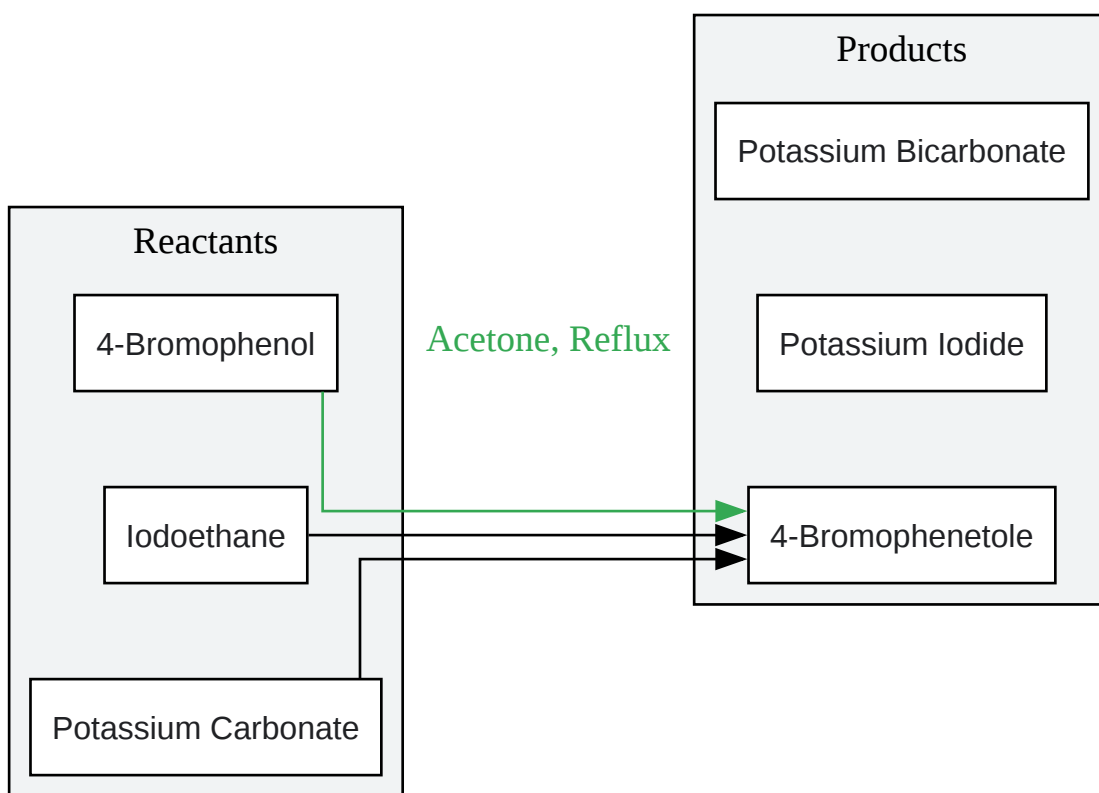 Reactants
4-Bromophenol
Iodoethane
Potassium Carbonate
Acetone, Reflux
Products
Potassium Bicarbonate
Potassium Iodide
4-Bromophenetole